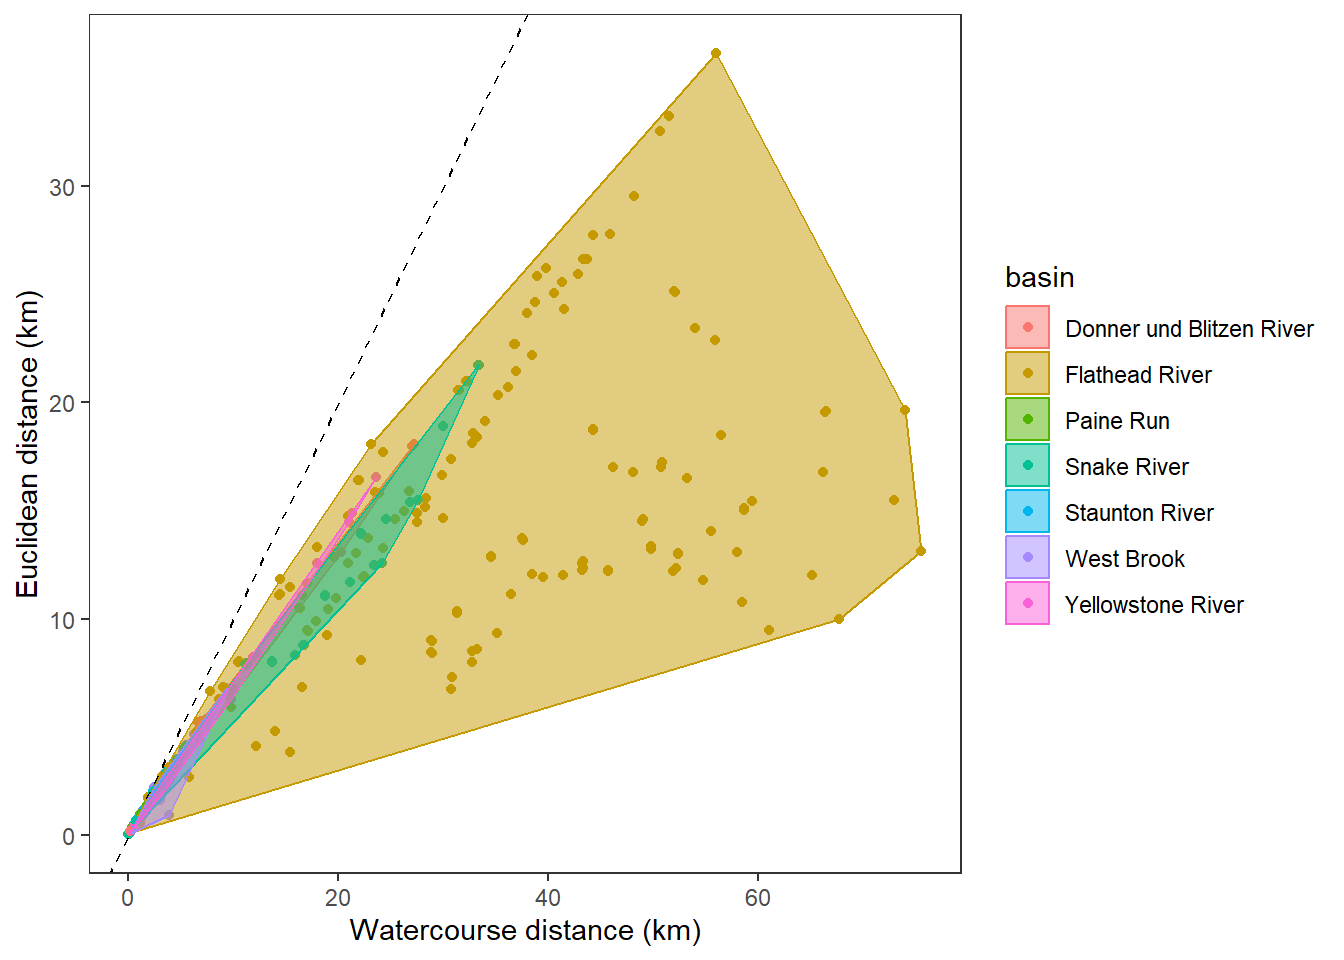 30
20
10
0
0
20
40
60
Euclidean distance (km)
Watercourse distance (km)
basin
Donner und Blitzen River
Flathead River
Paine Run
Snake River
Staunton River
West Brook
Yellowstone River